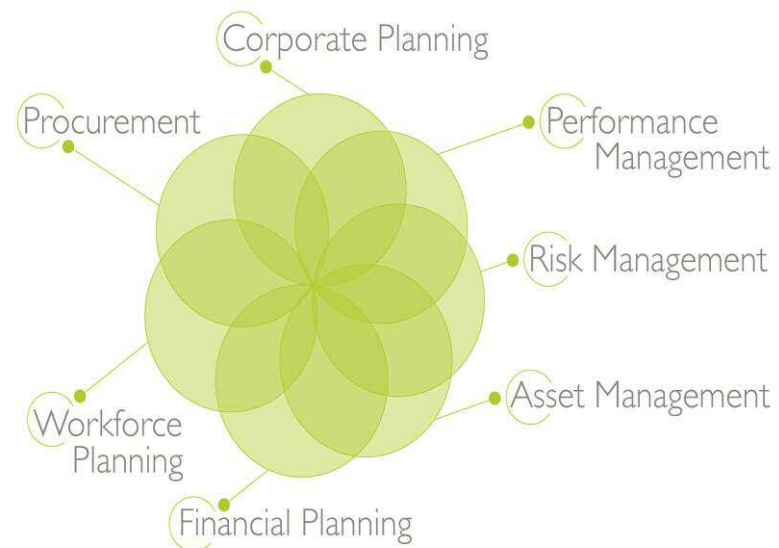 Corporate Planning
Procurement
Performance
Management
Risk Management
Asset Management
Workforce
Planning
Financial Planning